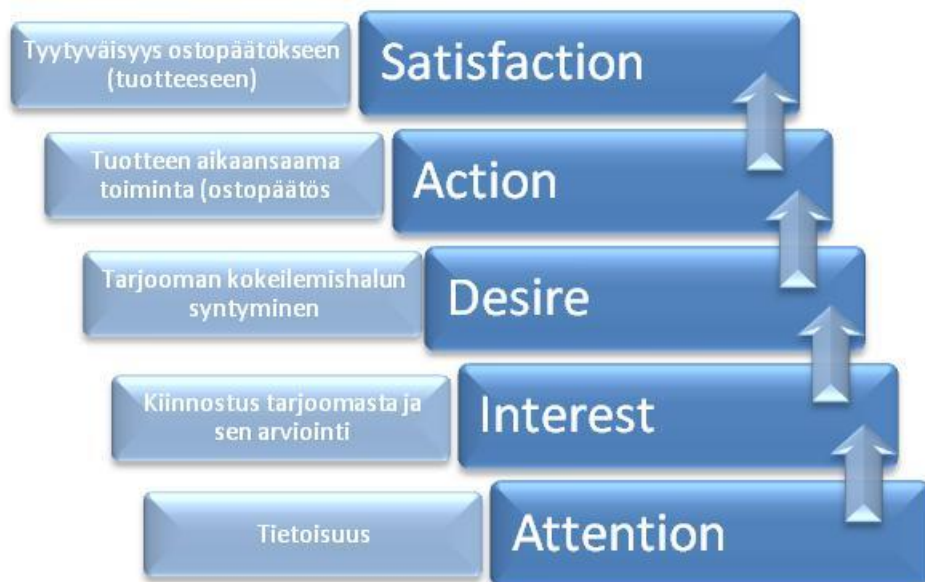 Tyytyväisyys ostopäätökseen
(tuotteeseen)
Satisfaction
Tuotteen aikaansaama
toiminta (ostopäätös
Action
Tarjooman kokeilemishalun
syntyminen
Desire
Kiinnostus tarjoomasta ja
sen arviointi
Interest
Tietoisuus
Attention